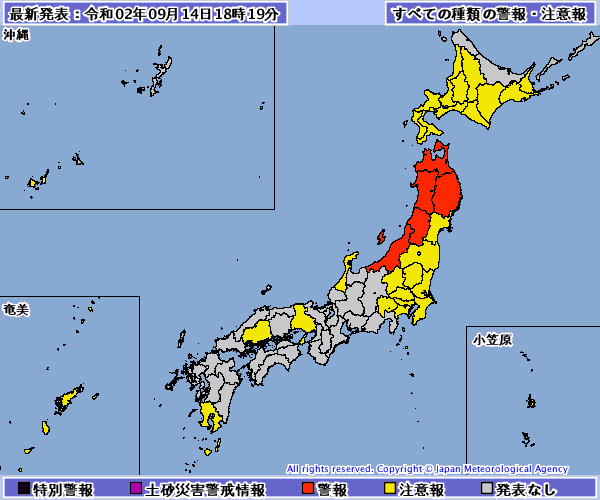 最新発表：令和02年09月14日18時19分
すべての種類の警報・注意報
沖縄
奄美
小笠原
All rights reserved. Copyright © Japan Meteorological Agency
特別警報 土砂災害警戒情報 警報 注意報 発表なし